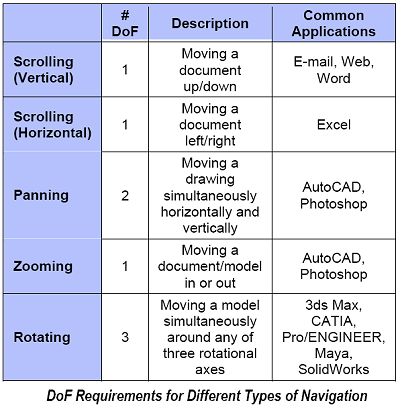 # DoF
Description
Common Applications
Scrolling (Vertical)
1
Moving a document up/down
E-mail, Web, Word
Scrolling (Horizontal)
1
Moving a document left/right
Excel
Panning
2
Moving a drawing simultaneously horizontally and vertically
AutoCAD, Photoshop
Zooming
1
Moving a document/model in or out
AutoCAD, Photoshop
Rotating
3
Moving a model simultaneously around any of three rotational axes
3ds Max, CATIA, Pro/ENGINEER, Maya, SolidWorks
DoF Requirements for Different Types of Navigation